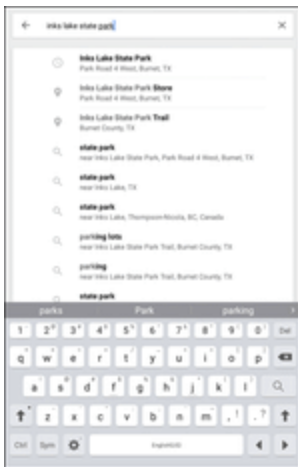 inks lake state park
Inks Lake State Park
Park Road 4 West, Burnet, TX
Inks Lake State Park Store
Park Road 4 West, Burnet, TX
Inks Lake State Park Trail
Burnet County, TX
state park
near Inks Lake State Park, Park Road 4 West, Burnet, TX
state park
near Inks Lake, TX
state park
near Inks Lake, Thompson-Nicola, BC, Canada
parking lots
near Inks Lake State Park Trail, Burnet County, TX
parking
near Inks Lake State Park Trail, Burnet County, TX
state park
parks Park parking
1 2 3 4 5 6 7 8 9 0 Del
q w e r t y u i o p
a s d f g h j k l
z x c v b n m , ! . ?
Ctrl Sym English(US)